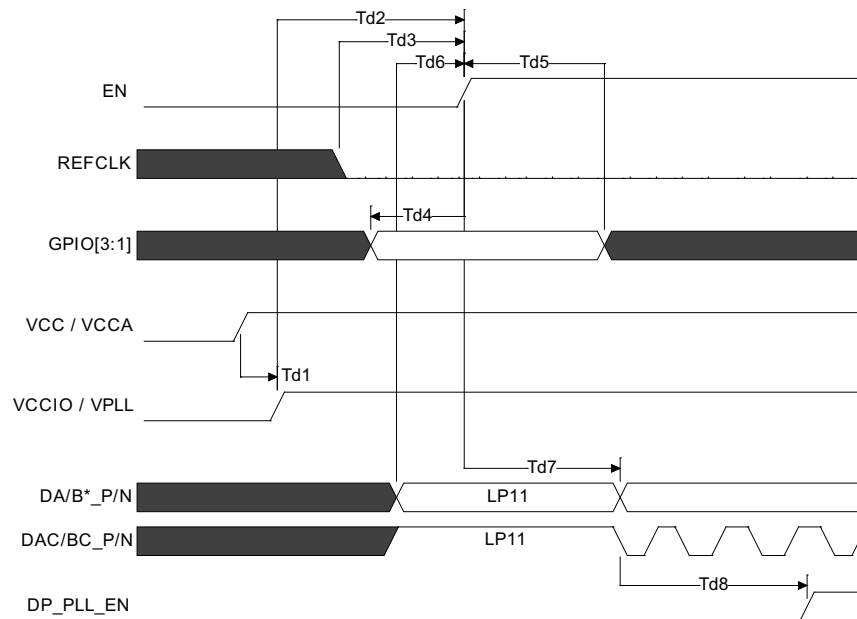 Td2
Td3
Td6
Td5
EN
REFCLK
Td4
GPIO[3:1]
VCC / VCCA
Td1
VCCIO / VPLL
Td7
DA/B*_P/N
LP11
DAC/BC_P/N
LP11
Td8
DP_PLL_EN